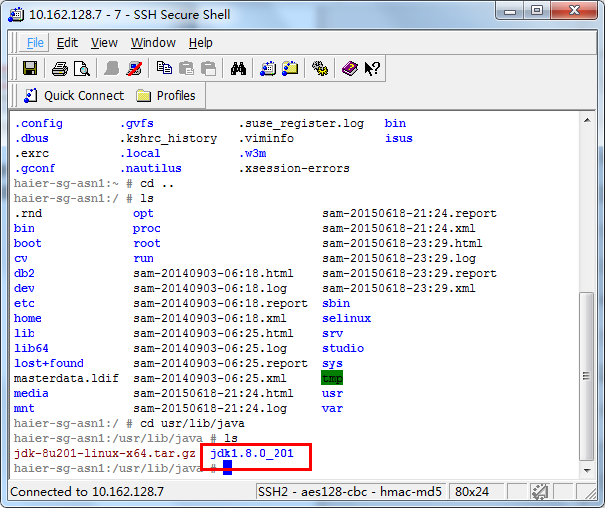 10.162.128.7 - 7 - SSH Secure Shell
File Edit View Window Help
Quick Connect Profiles
.config .gvfs .suse_register.log bin
.dbus .kshrc_history .viminfo isus
.exrc .local .w3m
.gconf .nautilus .xsession-errors
haier-sg-asn1:~ # cd ..
haier-sg-asn1:/ # ls
.rnd opt sam-20150618-21:24.report
bin proc sam-20150618-21:24.xml
boot root sam-20150618-23:29.html
cv run sam-20150618-23:29.log
db2 sam-20140903-06:18.html sam-20150618-23:29.report
dev sam-20140903-06:18.log sam-20150618-23:29.xml
etc sam-20140903-06:18.report sbin
home sam-20140903-06:18.xml selinux
lib sam-20140903-06:25.html srv
lib64 sam-20140903-06:25.log studio
lost+found sam-20140903-06:25.report sys
masterdata.ldif sam-20140903-06:25.xml tmp
media sam-20150618-21:24.html usr
mnt sam-20150618-21:24.log var
haier-sg-asn1:/ # cd usr/lib/java
haier-sg-asn1:/usr/lib/java # ls
jdk-8u201-linux-x64.tar.gz jdk1.8.0_201
haier-sg-asn1:/usr/lib/java #
Connected to 10.162.128.7 SSH2 - aes128-cbc - hmac-md5 80x24